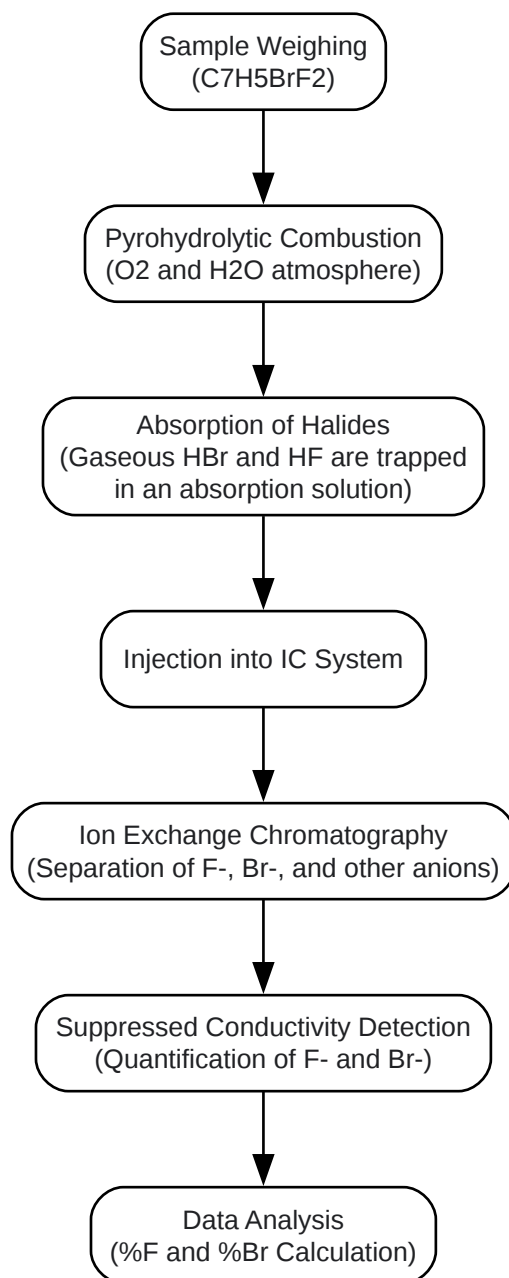 Sample Weighing
(C7H5BrF2)
Pyrohydrolytic Combustion
(O2 and H2O atmosphere)
Absorption of Halides
(Gaseous HBr and HF are trapped
in an absorption solution)
Injection into IC System
Ion Exchange Chromatography
(Separation of F-, Br-, and other anions)
Suppressed Conductivity Detection
(Quantification of F- and Br-)
Data Analysis
(%F and %Br Calculation)